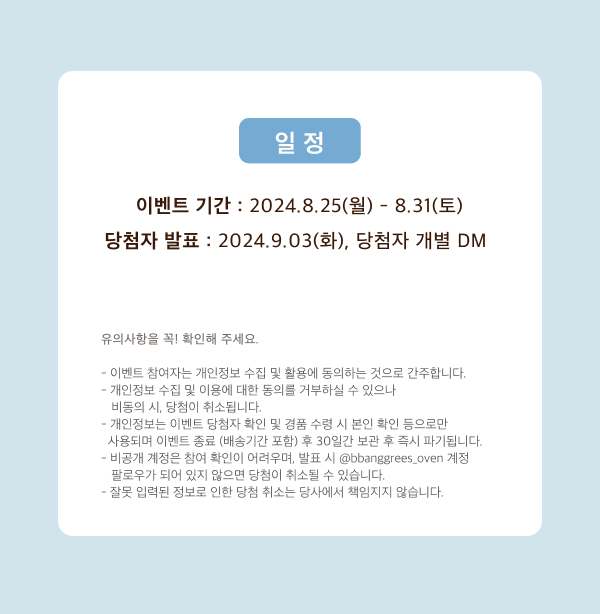 일 정
이벤트 기간 : 2024.8.25(월) - 8.31(토)
당첨자 발표 : 2024.9.03(화), 당첨자 개별 DM
유의사항을 꼭! 확인해 주세요.
- 이벤트 참여자는 개인정보 수집 및 활용에 동의하는 것으로 간주합니다.
- 개인정보 수집 및 이용에 대한 동의를 거부하실 수 있으나
비동의 시, 당첨이 취소됩니다.
- 개인정보는 이벤트 당첨자 확인 및 경품 수령 시 본인 확인 등으로만
사용되며 이벤트 종료 (배송기간 포함) 후 30일간 보관 후 즉시 파기됩니다.
- 비공개 계정은 참여 확인이 어려우며, 발표 시 @bbanggrees_oven 계정
팔로우가 되어 있지 않으면 당첨이 취소될 수 있습니다.
- 잘못 입력된 정보로 인한 당첨 취소는 당사에서 책임지지 않습니다.